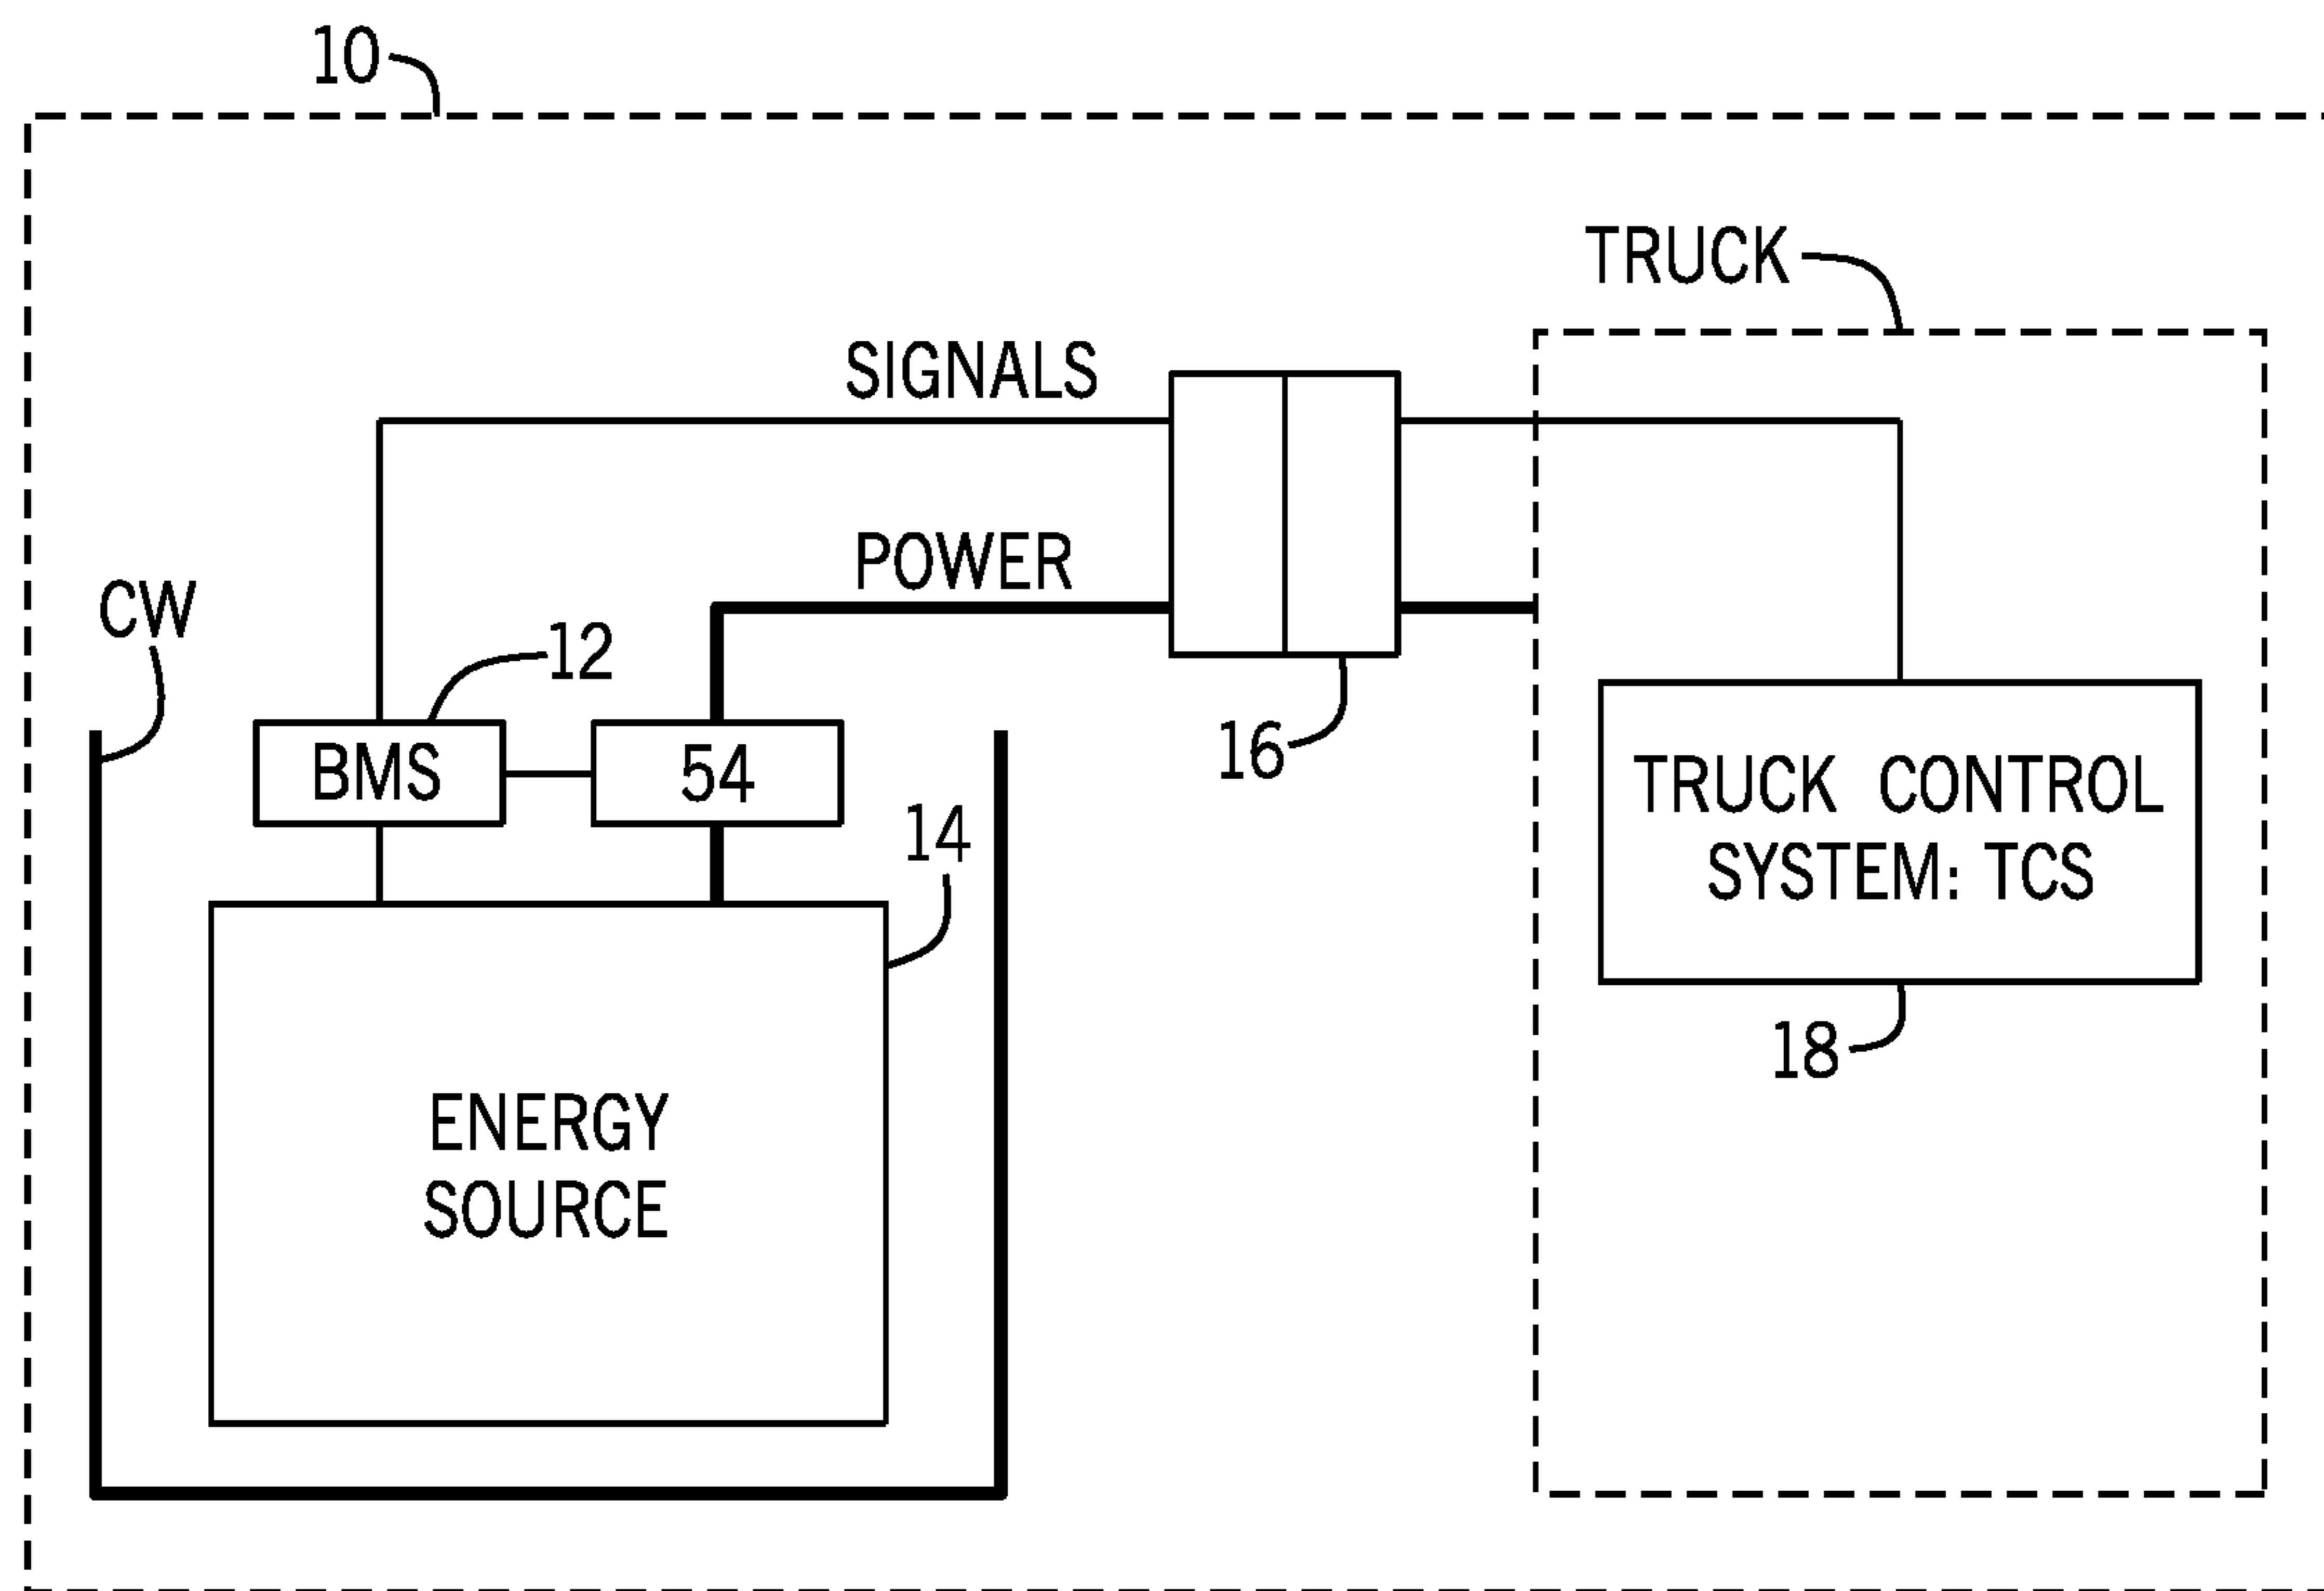 10
TRUCK
SIGNALS
POWER
CW
12
16
BMS
54
14
TRUCK CONTROL
SYSTEM: TCS
18
ENERGY
SOURCE